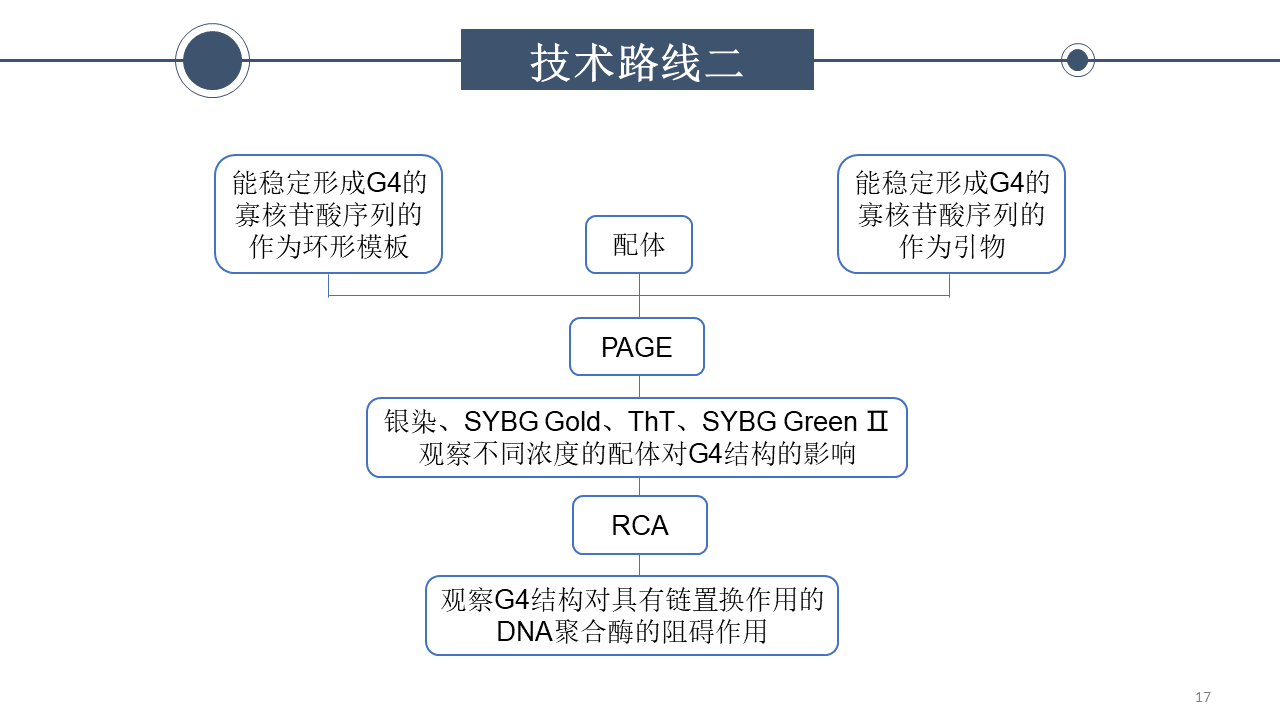 技术路线二
能稳定形成G4的
寡核苷酸序列的
作为环形模板
配体
能稳定形成G4的
寡核苷酸序列的
作为引物
PAGE
银染、SYBG Gold、ThT、SYBG Green Ⅱ
观察不同浓度的配体对G4结构的影响
RCA
观察G4结构对具有链置换作用的
DNA聚合酶的阻碍作用
17